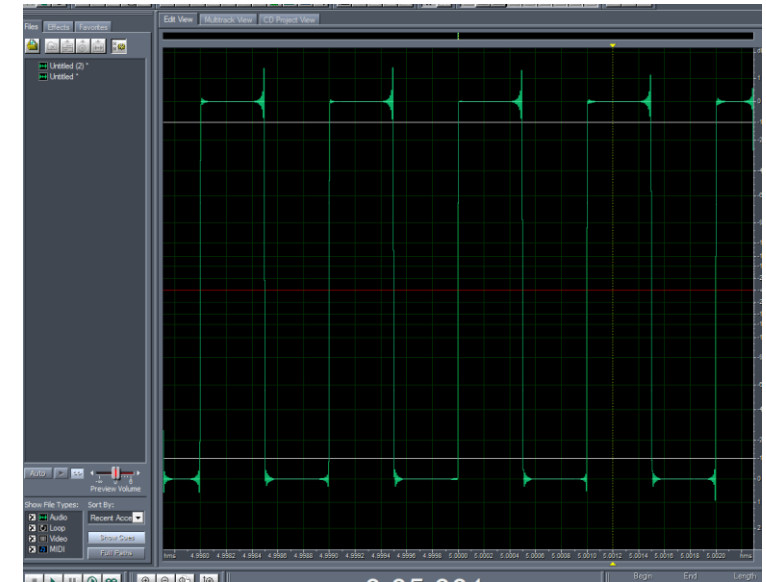 Files Effects Favorites
Edit View Multitrack View CD Project View
Untitled (2) *
Untitled *
Auto
Preview Volume
Show File Types: Sort By:
Audio Recent Acce
Loop
Video Show Cues
MIDI Full Paths
hms 4.9980 4.9982 4.9984 4.9986 4.9988 4.9990 4.9992 4.9994 4.9996 4.9998 5.0000 5.0002 5.0004 5.0006 5.0008 5.0010 5.0012 5.0014 5.0016 5.0018 5.0020 hms
Begin End Length